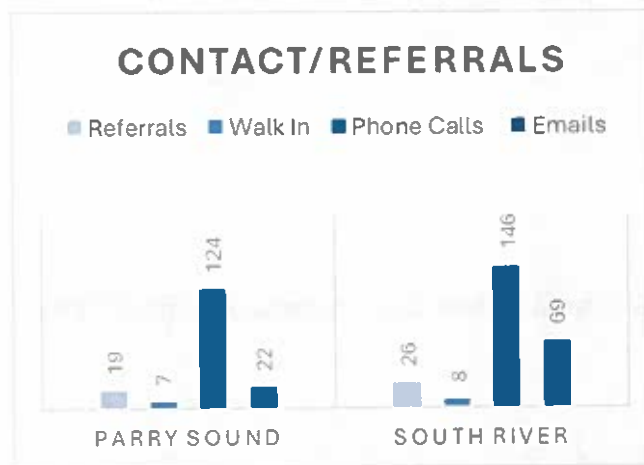 CONTACT/REFERRALS
Referrals Walk In Phone Calls Emails
19 7 124 22 26 8 146 69
PARRY SOUND SOUTH RIVER